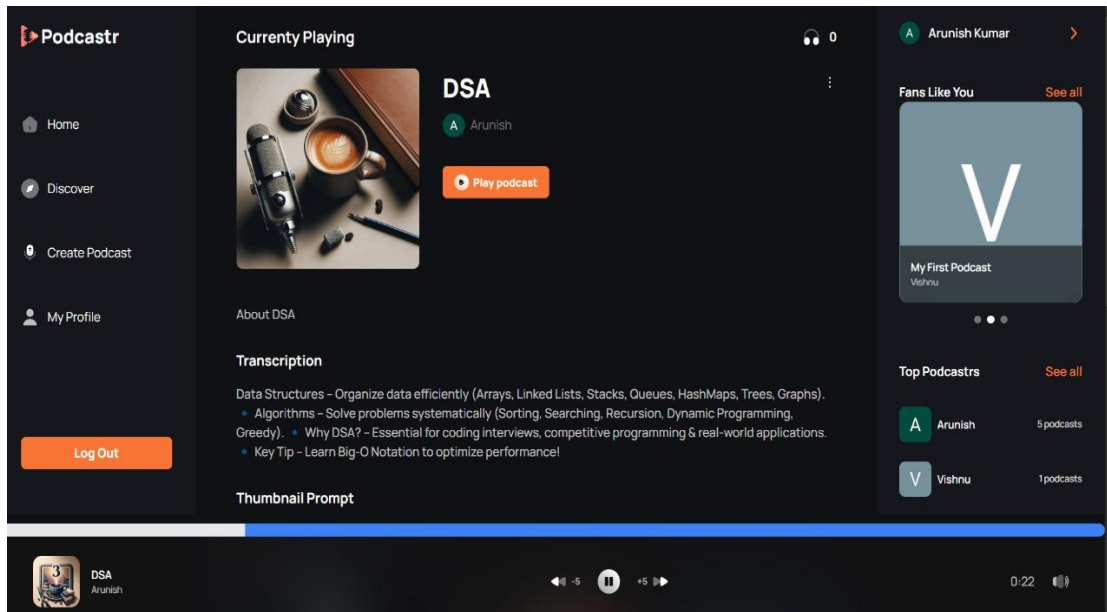 Podcastr
Home
Discover
Create Podcast
My Profile
Log Out
Currenty Playing
0
DSA
A Arunish
Play podcast
About DSA
Transcription
Data Structures – Organize data efficiently (Arrays, Linked Lists, Stacks, Queues, HashMaps, Trees, Graphs).
🔹 Algorithms – Solve problems systematically (Sorting, Searching, Recursion, Dynamic Programming,
Greedy). 🔹 Why DSA? – Essential for coding interviews, competitive programming & real-world applications.
🔹 Key Tip – Learn Big-O Notation to optimize performance!
Thumbnail Prompt
A Arunish Kumar
Fans Like You See all
V
My First Podcast
Vishnu
Top Podcastrs See all
A Arunish 5 podcasts
V Vishnu 1 podcasts
3
DSA
Arunish
-5 +5
0:22